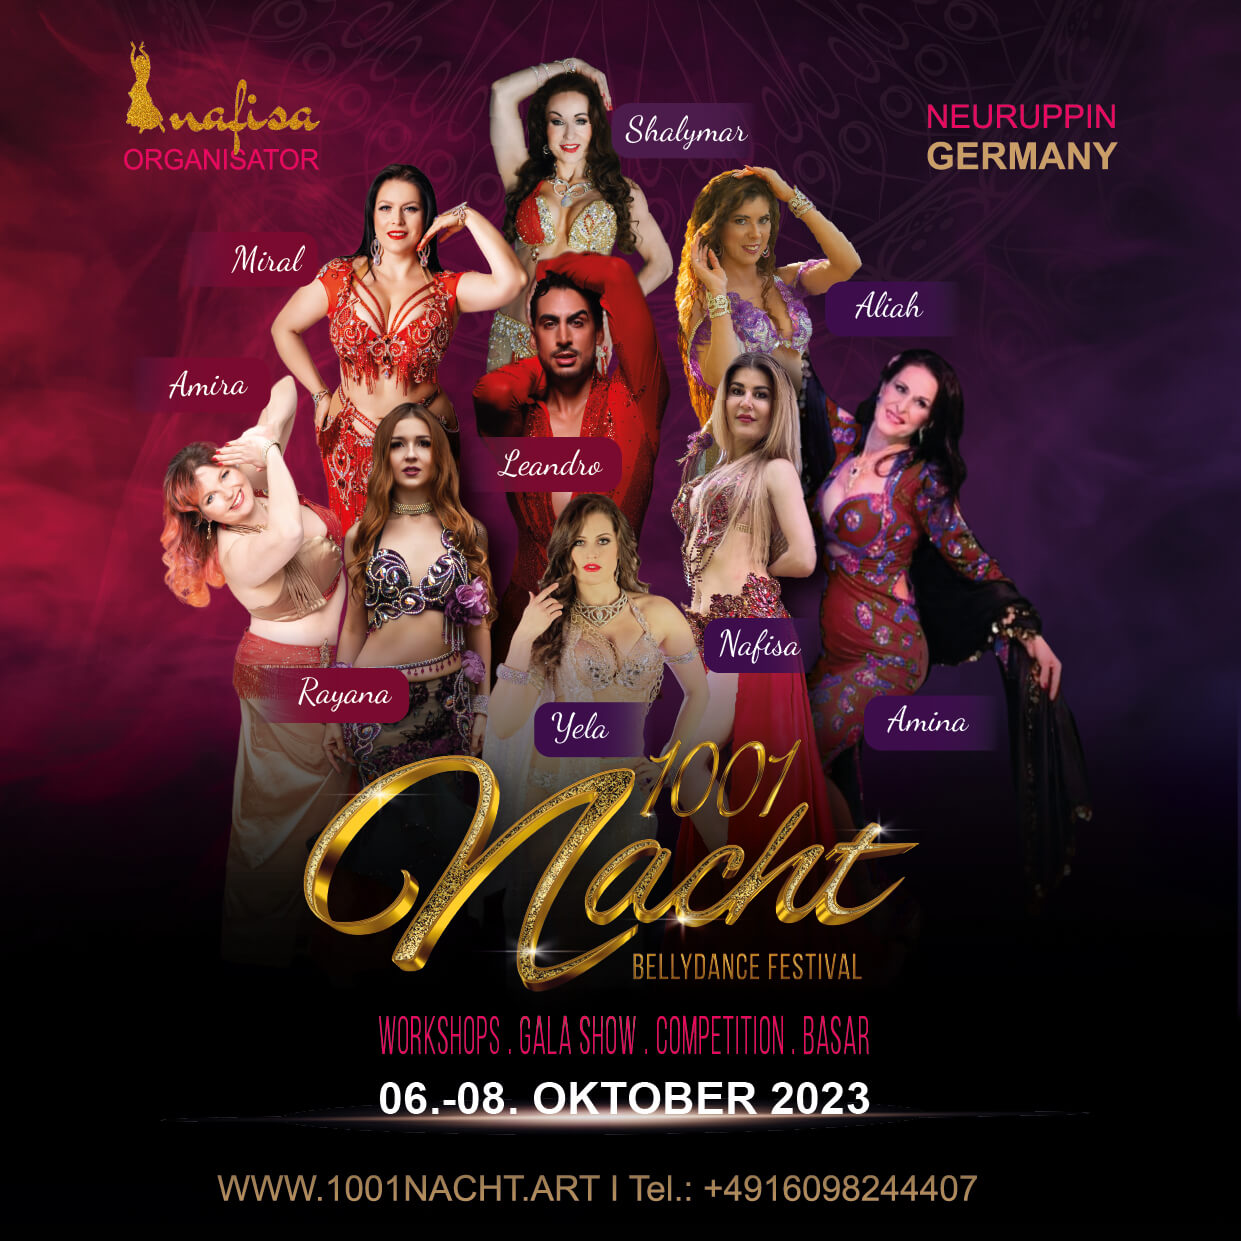 nafisa
ORGANISATOR
NEURUPPIN
GERMANY
Shalymar
Miral
Aliah
Amira
Leandro
Nafisa
Rayana
Yela
Amina
1001
Nacht
BELLYDANCE FESTIVAL
WORKSHOPS . GALA SHOW . COMPETITION . BASAR
06.-08. OKTOBER 2023
WWW.1001NACHT.ART I Tel.: +4916098244407